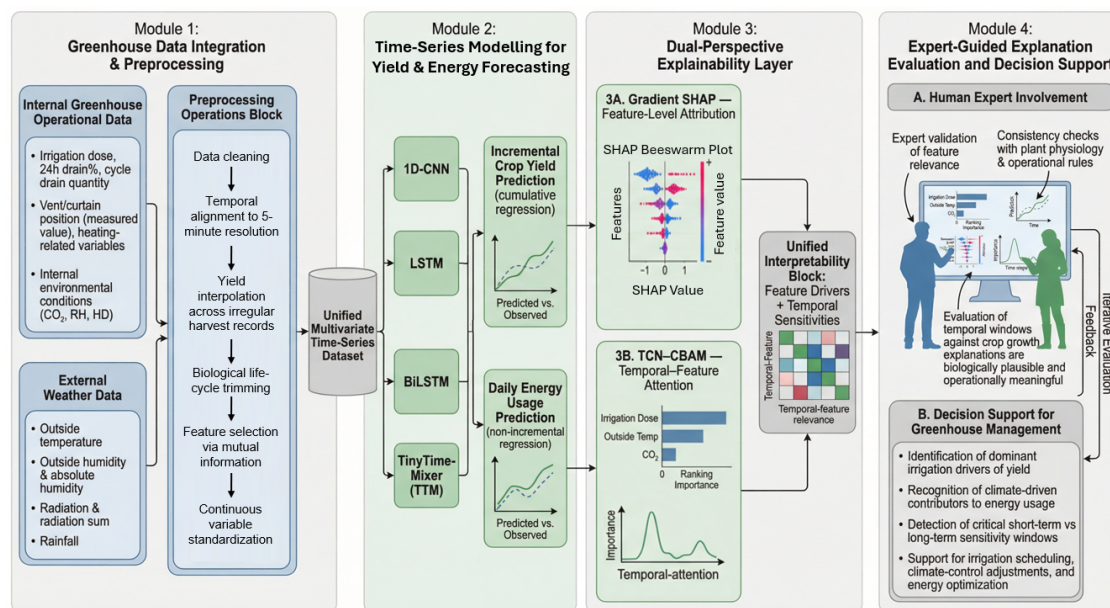 Module 1:
Greenhouse Data Integration
& Preprocessing
Internal Greenhouse
Operational Data
• Irrigation dose,
24h drain%, cycle
drain quantity
• Vent/curtain
position (measured
value), heating-
related variables
• Internal
environmental
conditions
(CO₂, RH, HD)
External
Weather Data
• Outside
temperature
• Outside humidity
& absolute
humidity
• Radiation &
radiation sum
• Rainfall
Preprocessing
Operations Block
Data cleaning
Temporal
alignment to 5-
minute resolution
Yield
interpolation
across irregular
harvest records
Biological life-
cycle trimming
Feature selection
via mutual
information
Continuous
variable
standardization
Unified
Multivariate
Time-Series
Dataset
Module 2:
Time-Series Modelling for
Yield & Energy Forecasting
1D-CNN
LSTM
BiLSTM
TinyTime-
Mixer
(TTM)
Incremental
Crop Yield
Prediction
(cumulative
regression)
Predicted vs.
Observed
Daily Energy
Usage
Prediction
(non-incremental
regression)
Predicted vs.
Observed
Module 3:
Dual-Perspective
Explainability Layer
3A. Gradient SHAP —
Feature-Level Attribution
SHAP Beeswarm Plot
Features
+
Feature value
−
−1 0 1
SHAP Value
3B. TCN–CBAM —
Temporal–Feature
Attention
Irrigation Dose
Outside Temp
CO₂
0 Ranking
Importance
Importance
Temporal-attention
Unified
Interpretability
Block:
Feature Drivers
+ Temporal
Sensitivities
Temporal-Feature
Temporal-feature
relevance
Module 4:
Expert-Guided Explanation
Evaluation and Decision Support
A. Human Expert Involvement
Expert validation
of feature
relevance
Consistency checks
with plant physiology
& operational rules
Irrigation Dose
Outside Temp
CO₂
0 Ranking
Importance
Prediction
Time
Importance
Evaluation of
temporal windows
against crop growth
explanations are
biologically plausible and
operationally meaningful
Iterative Evaluation
Feedback
B. Decision Support for
Greenhouse Management
• Identification of dominant
irrigation drivers of yield
• Recognition of climate-driven
contributors to energy usage
• Detection of critical short-term vs
long-term sensitivity windows
• Support for irrigation scheduling,
climate-control adjustments, and
energy optimization